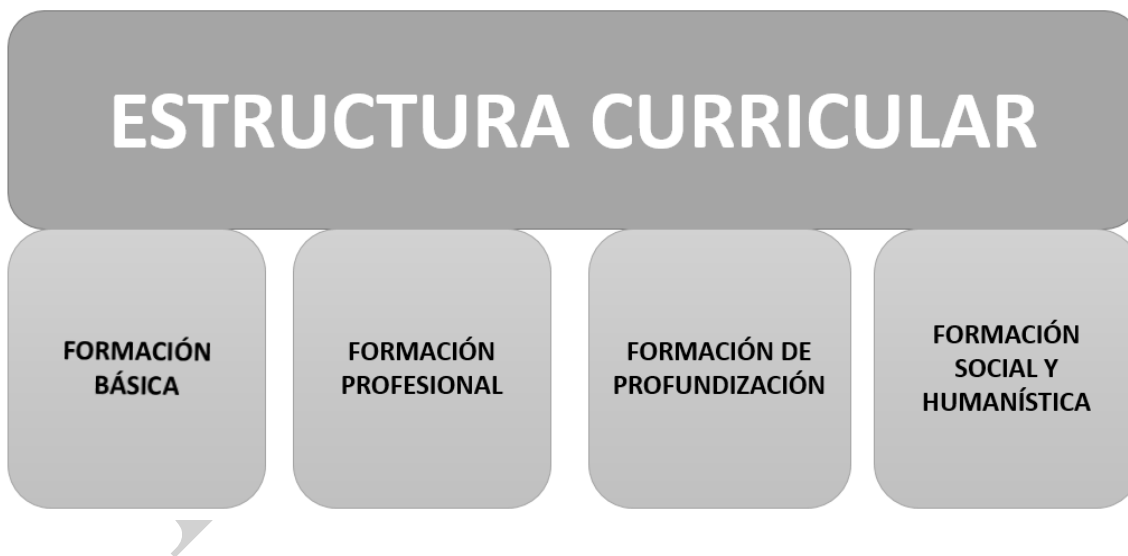 ESTRUCTURA CURRICULAR
FORMACIÓN
BÁSICA
FORMACIÓN
PROFESIONAL
FORMACIÓN DE
PROFUNDIZACIÓN
FORMACIÓN
SOCIAL Y
HUMANÍSTICA